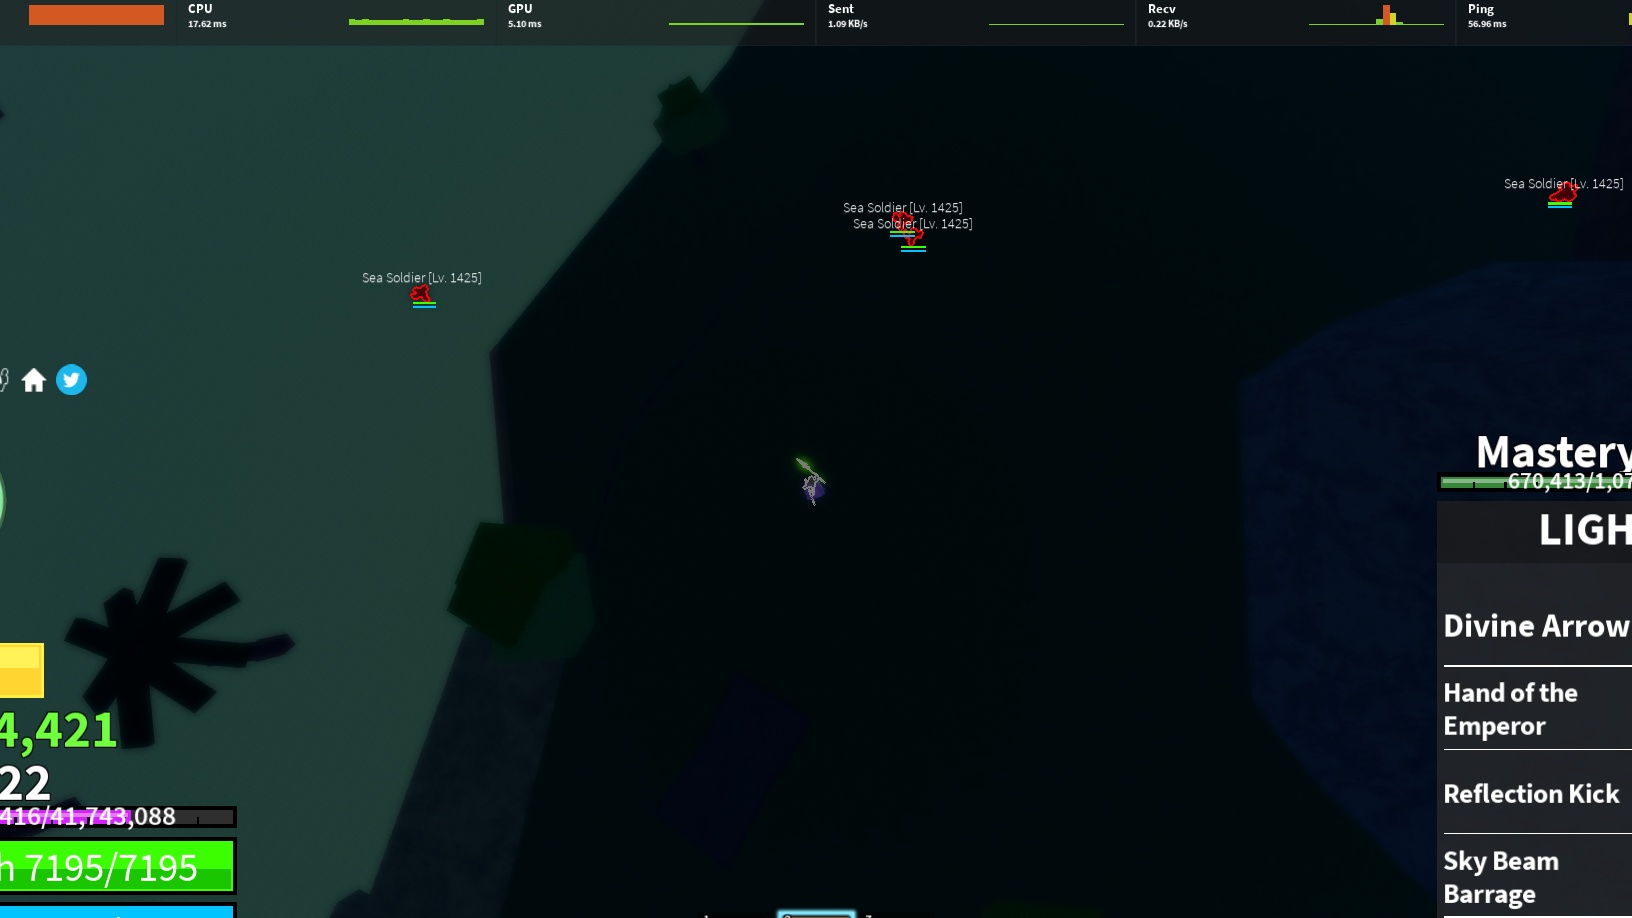 CPU
17.62 ms
GPU
5.10 ms
Sent
1.09 KB/s
Recv
0.22 KB/s
Ping
56.96 ms
Sea Soldier [Lv. 1425]
Sea Soldier [Lv. 1425]
Sea Soldier [Lv. 1425]
Sea Soldier [Lv. 1425]
Mastery
670,413/1,07
LIGH
Divine Arrow
Hand of the
Emperor
Reflection Kick
Sky Beam
Barrage
4,421
22
416/41,743,088
h 7195/7195